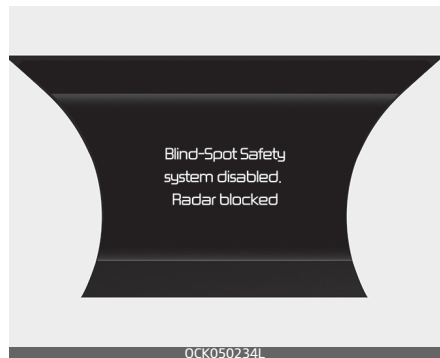 Blind-Spot Safety
system disabled.
Radar blocked
OCK050234L